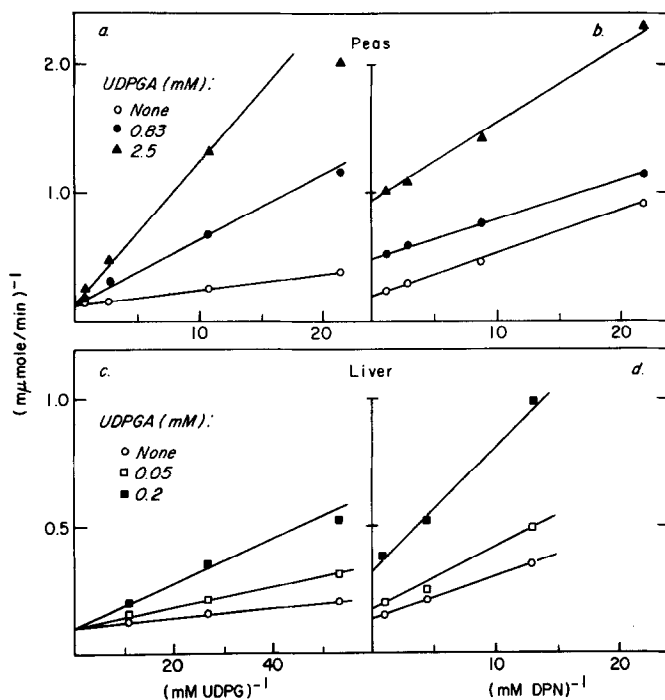 a.
Peas
b.
2.0
UDPGA (mM):
None
0.83
2.5
1.0
10
20
10
20
(mμmole/min)⁻¹
c.
Liver
d.
1.0
UDPGA (mM):
None
0.05
0.2
0.5
20
40
10
20
(mM UDPG)⁻¹
(mM DPN)⁻¹